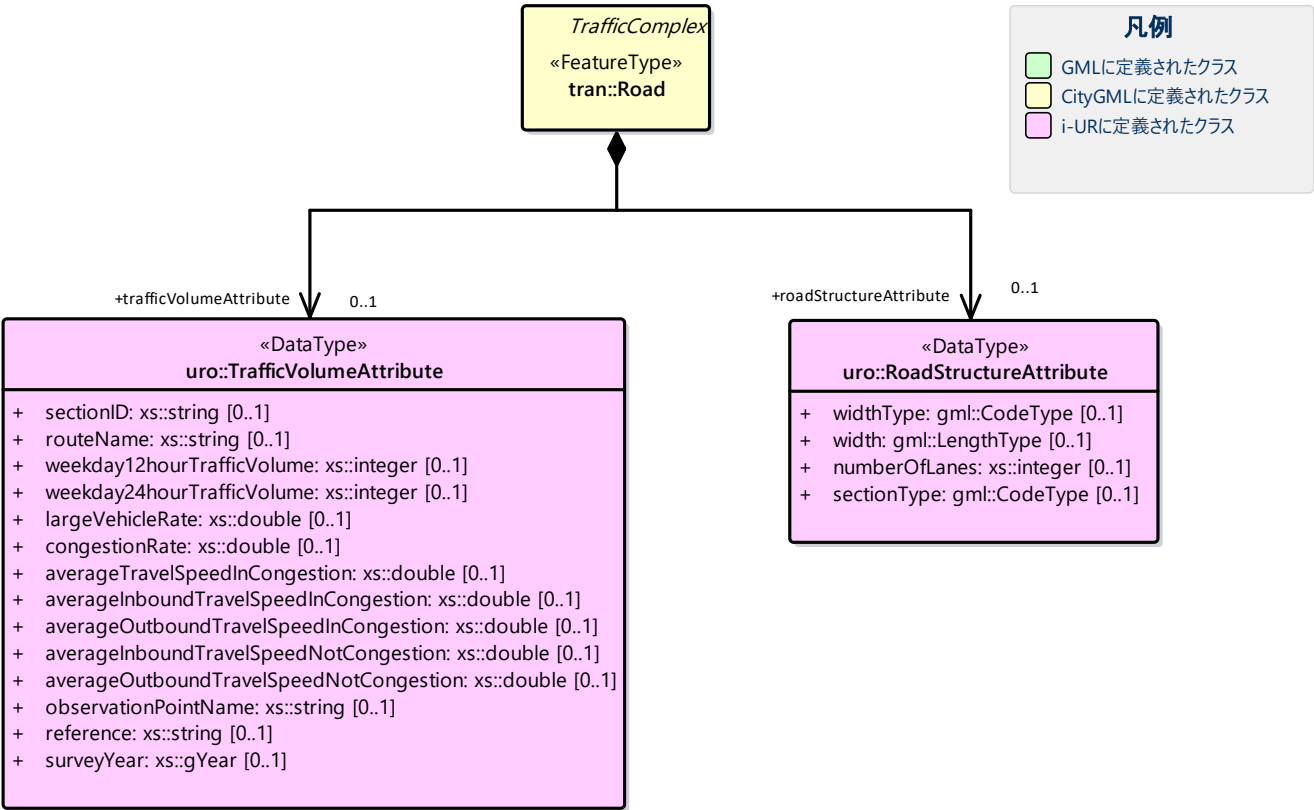 TrafficComplex
«FeatureType»
tran::Road
凡例
GMLに定義されたクラス
CityGMLに定義されたクラス
i-URに定義されたクラス
+trafficVolumeAttribute
0..1
+roadStructureAttribute
0..1
«DataType»
uro::TrafficVolumeAttribute
+ sectionID: xs::string [0..1]
+ routeName: xs::string [0..1]
+ weekday12hourTrafficVolume: xs::integer [0..1]
+ weekday24hourTrafficVolume: xs::integer [0..1]
+ largeVehicleRate: xs::double [0..1]
+ congestionRate: xs::double [0..1]
+ averageTravelSpeedInCongestion: xs::double [0..1]
+ averageInboundTravelSpeedInCongestion: xs::double [0..1]
+ averageOutboundTravelSpeedInCongestion: xs::double [0..1]
+ averageInboundTravelSpeedNotCongestion: xs::double [0..1]
+ averageOutboundTravelSpeedNotCongestion: xs::double [0..1]
+ observationPointName: xs::string [0..1]
+ reference: xs::string [0..1]
+ surveyYear: xs::gYear [0..1]
«DataType»
uro::RoadStructureAttribute
+ widthType: gml::CodeType [0..1]
+ width: gml::LengthType [0..1]
+ numberOfLanes: xs::integer [0..1]
+ sectionType: gml::CodeType [0..1]